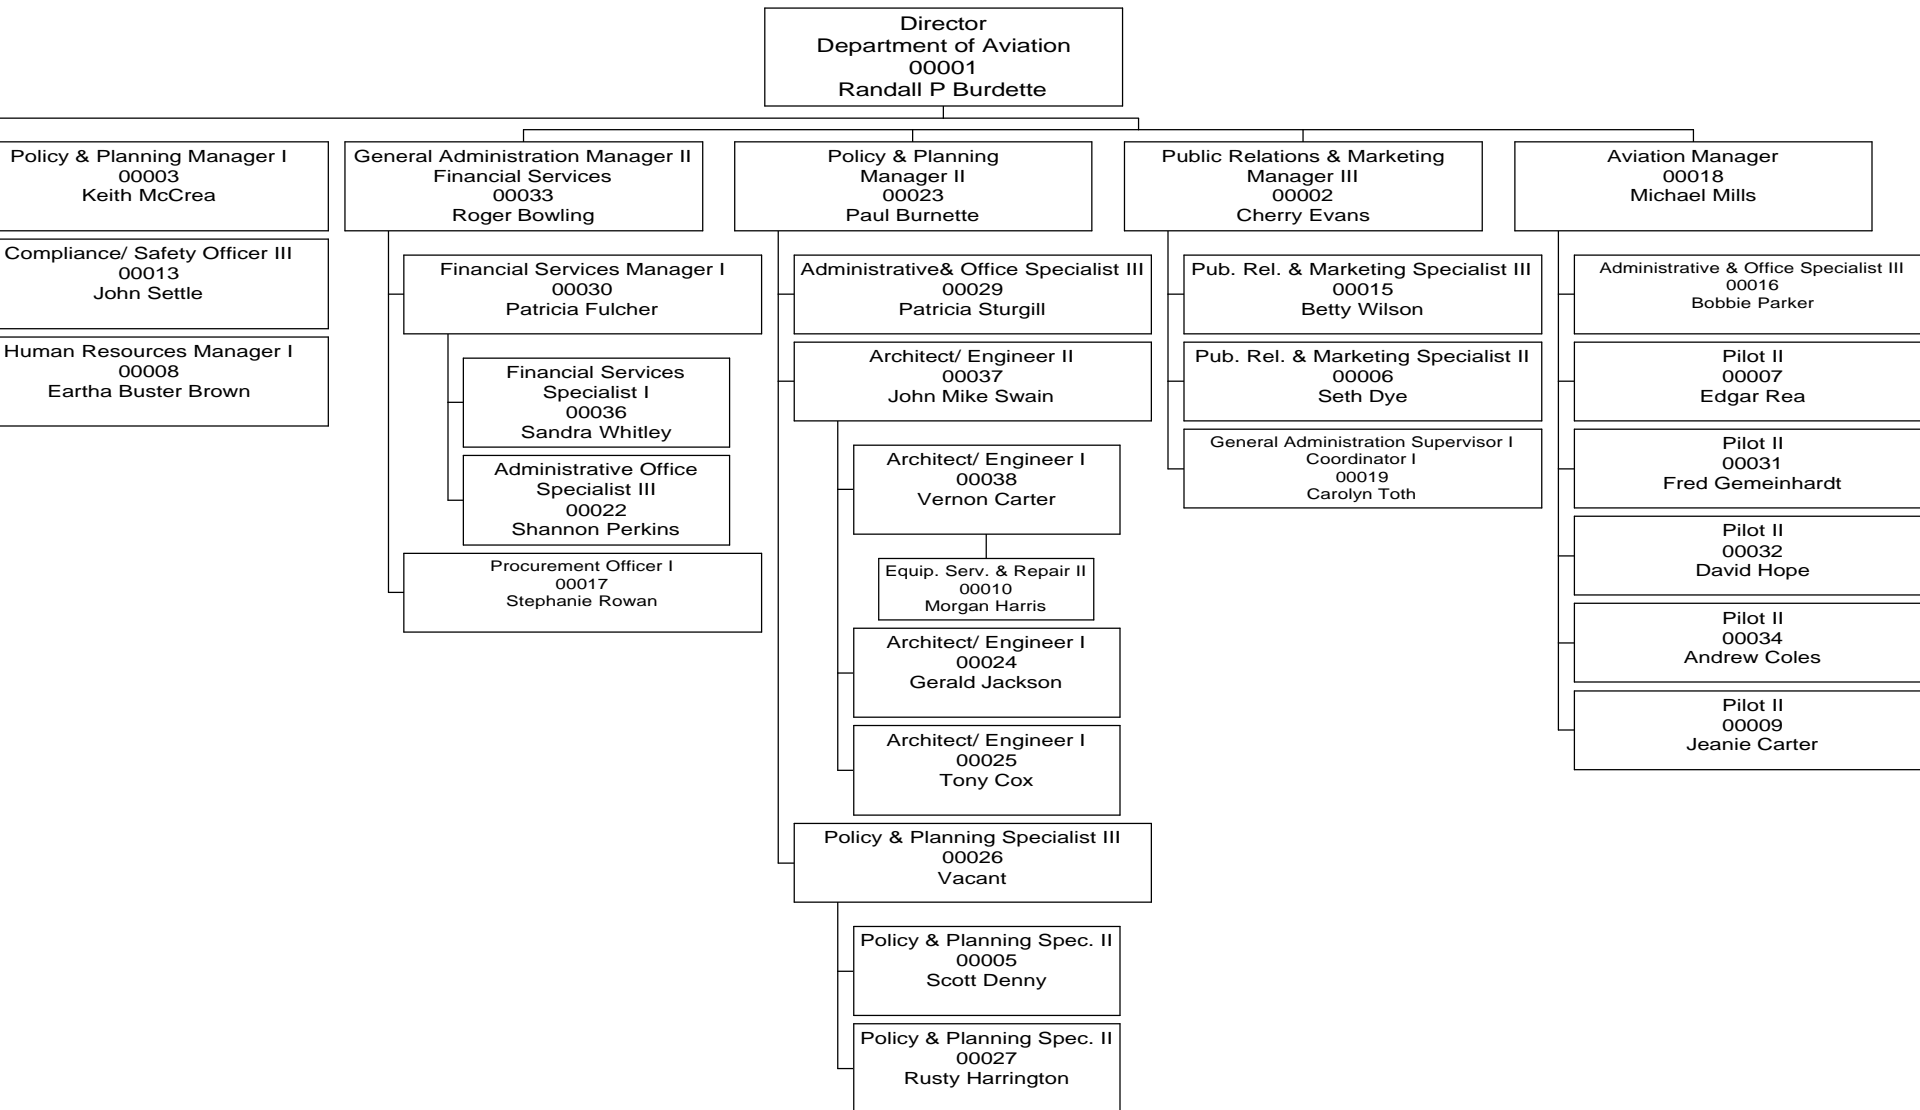 Director
Department of Aviation
00001
Randall P Burdette
Policy & Planning Manager I
00003
Keith McCrea
Compliance/ Safety Officer III
00013
John Settle
Human Resources Manager I
00008
Eartha Buster Brown
General Administration Manager II
Financial Services
00033
Roger Bowling
Financial Services Manager I
00030
Patricia Fulcher
Financial Services
Specialist I
00036
Sandra Whitley
Administrative Office
Specialist III
00022
Shannon Perkins
Procurement Officer I
00017
Stephanie Rowan
Policy & Planning
Manager II
00023
Paul Burnette
Administrative& Office Specialist III
00029
Patricia Sturgill
Architect/ Engineer II
00037
John Mike Swain
Architect/ Engineer I
00038
Vernon Carter
Equip. Serv. & Repair II
00010
Morgan Harris
Architect/ Engineer I
00024
Gerald Jackson
Architect/ Engineer I
00025
Tony Cox
Policy & Planning Specialist III
00026
Vacant
Policy & Planning Spec. II
00005
Scott Denny
Policy & Planning Spec. II
00027
Rusty Harrington
Public Relations & Marketing
Manager III
00002
Cherry Evans
Pub. Rel. & Marketing Specialist III
00015
Betty Wilson
Pub. Rel. & Marketing Specialist II
00006
Seth Dye
General Administration Supervisor I
Coordinator I
00019
Carolyn Toth
Aviation Manager
00018
Michael Mills
Administrative & Office Specialist III
00016
Bobbie Parker
Pilot II
00007
Edgar Rea
Pilot II
00031
Fred Gemeinhardt
Pilot II
00032
David Hope
Pilot II
00034
Andrew Coles
Pilot II
00009
Jeanie Carter